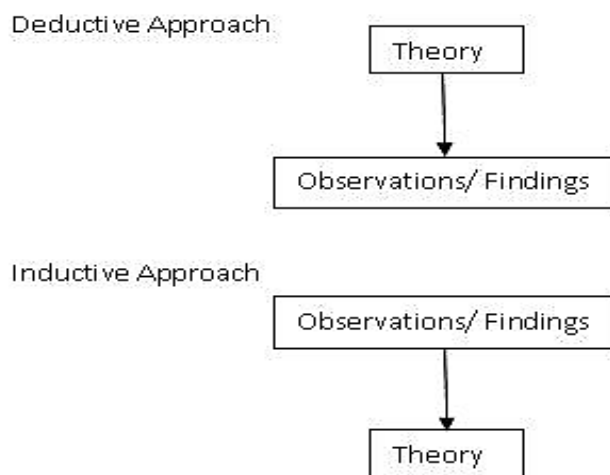 Deductive Approach
Theory
Observations/ Findings
Inductive Approach
Observations/ Findings
Theory